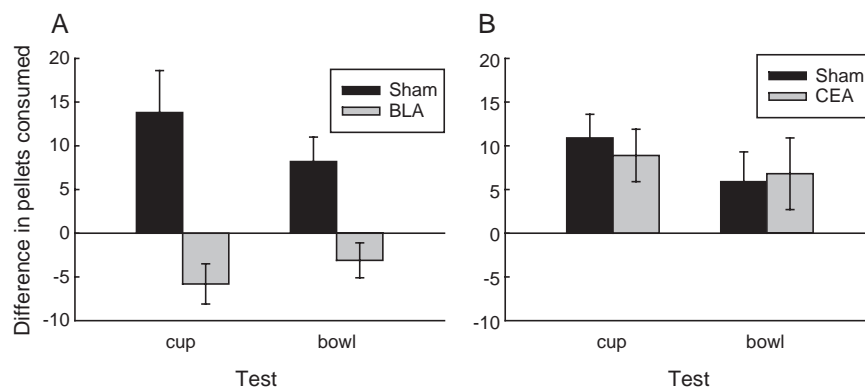 A
Difference in pellets consumed
20
15
10
5
0
-5
-10
Sham
BLA
cup bowl
Test
B
20
15
10
5
0
-5
-10
Sham
CEA
cup bowl
Test